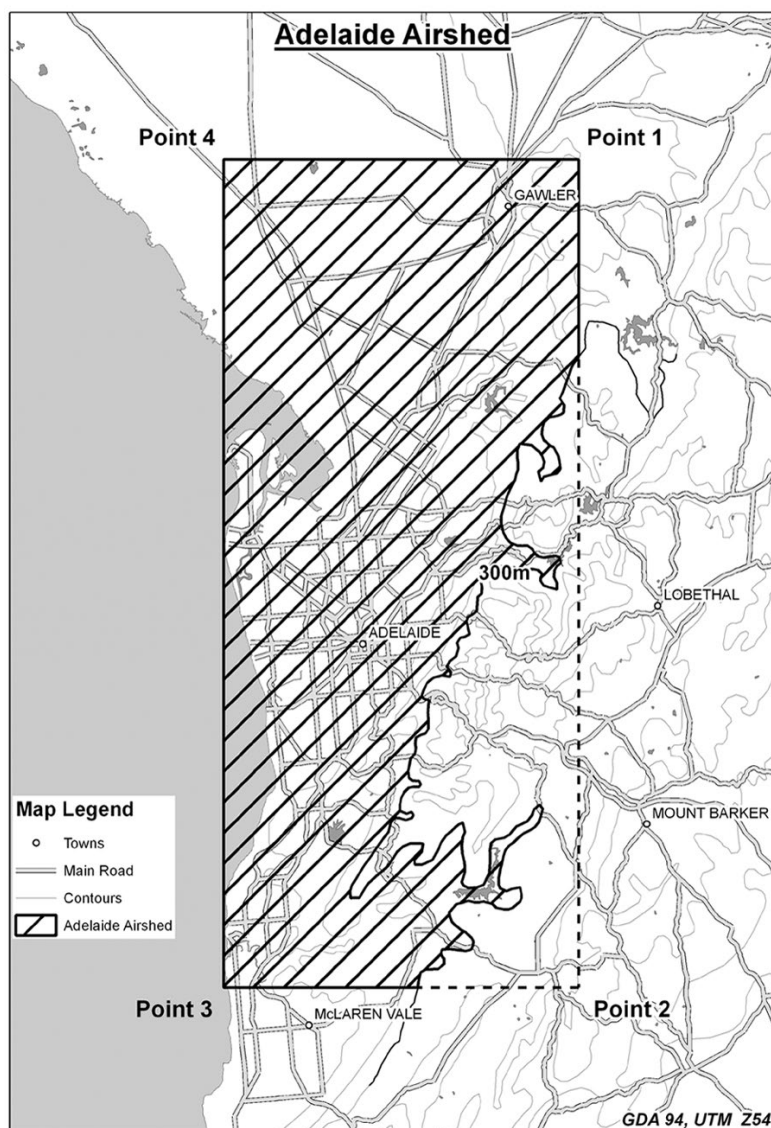 Adelaide Airshed
Point 4
Point 1
GAWLER
300m
LOBETHAL
ADELAIDE
Map Legend
Towns
Main Road
Contours
Adelaide Airshed
MOUNT BARKER
Point 3
Point 2
McLAREN VALE
GDA 94, UTM Z54